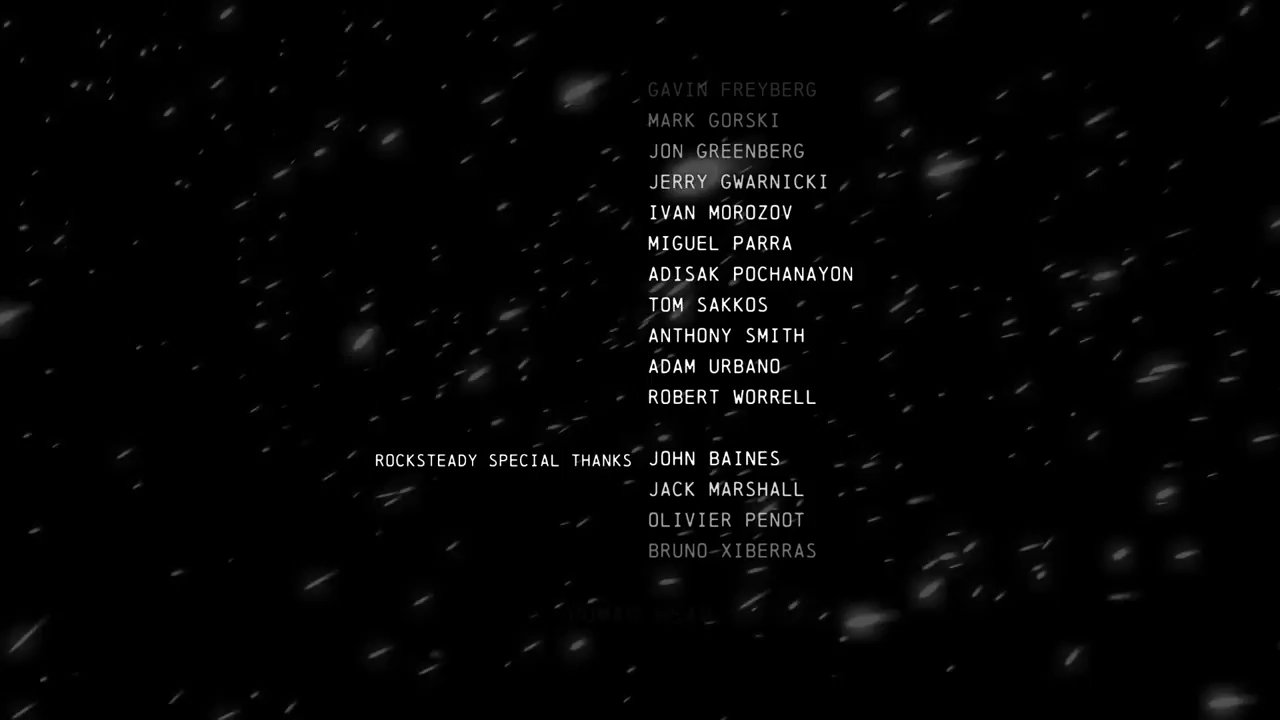 GAVIN FREYBERG
MARK GORSKI
JON GREENBERG
JERRY GWARNICKI
IVAN MOROZOV
MIGUEL PARRA
ADISAK POCHANAYON
TOM SAKKOS
ANTHONY SMITH
ADAM URBANO
ROBERT WORRELL
ROCKSTEADY SPECIAL THANKS JOHN BAINES
JACK MARSHALL
OLIVIER PENOT
BRUNO XIBERRAS